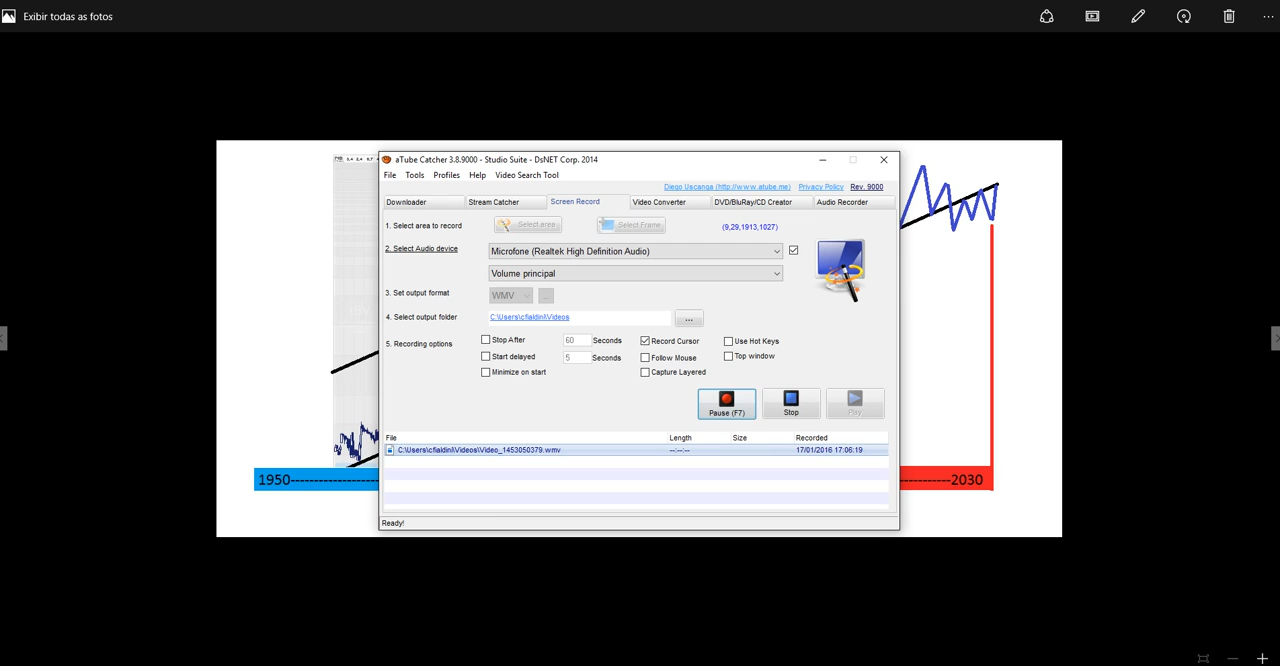 Exibir todas as fotos
aTube Catcher 3.8.9000 - Studio Suite - DsNET Corp. 2014
File Tools Profiles Help Video Search Tool
Diego Uscanga (http://www.atube.me) Privacy Policy Rev. 9000
Downloader Stream Catcher Screen Record Video Converter DVD/BluRay/CD Creator Audio Recorder
1. Select area to record Select area Select Frame (9,29,1913,1027)
2. Select Audio device Microfone (Realtek High Definition Audio)
Volume principal
3. Set output format WMV ...
4. Select output folder C:\Users\cfialdini\Videos ...
5. Recording options
Stop After 60 Seconds Record Cursor Use Hot Keys
Start delayed 5 Seconds Follow Mouse Top window
Minimize on start Capture Layered
Pause (F7) Stop Play
File Length Size Recorded
C:\Users\cfialdini\Videos\Video_1453050379.wmv --:--:-- 17/01/2016 17:06:19
1950-------------------
-----------2030
Ready!